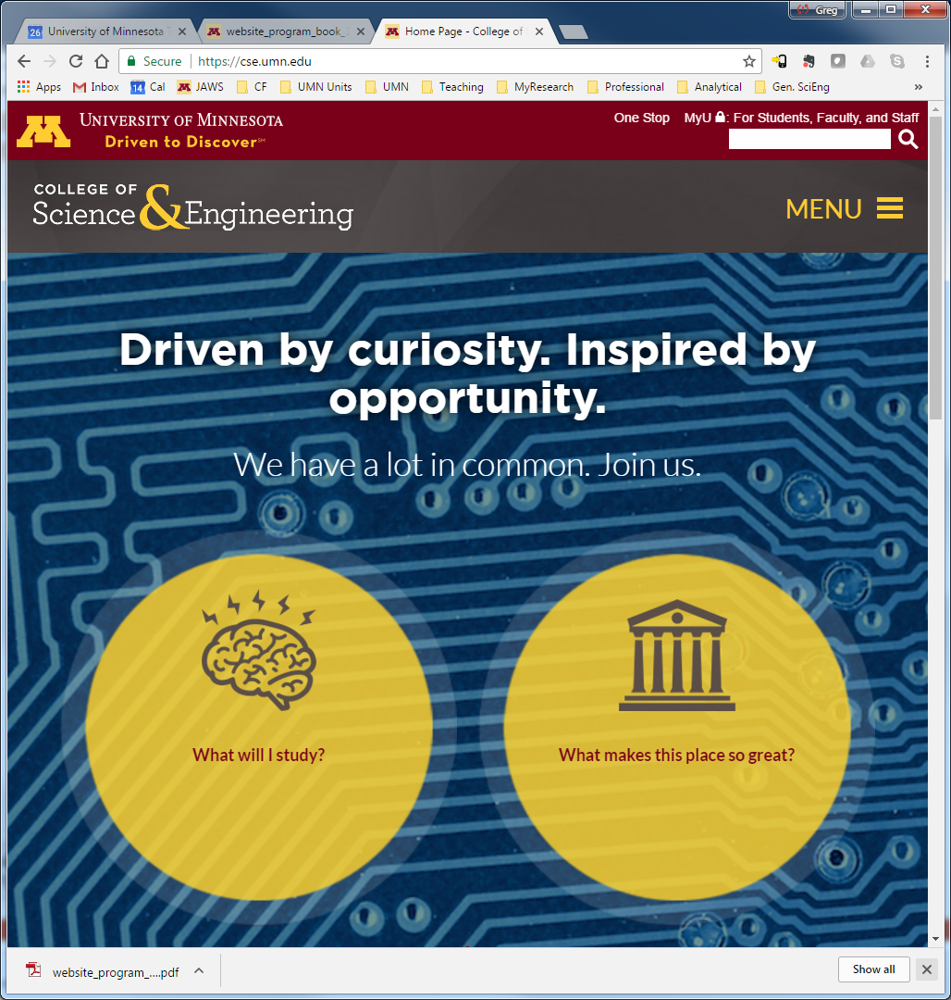 Greg
26 University of Minnesota
website_program_book_
Home Page - College of
Secure https://cse.umn.edu
Apps Inbox 14 Cal JAWS CF UMN Units UMN Teaching MyResearch Professional Analytical Gen. SciEng »
UNIVERSITY OF MINNESOTA
Driven to Discover℠
One Stop MyU : For Students, Faculty, and Staff
COLLEGE OF
Science & Engineering
MENU
Driven by curiosity. Inspired by
opportunity.
We have a lot in common. Join us.
What will I study?
What makes this place so great?
website_program_....pdf
Show all